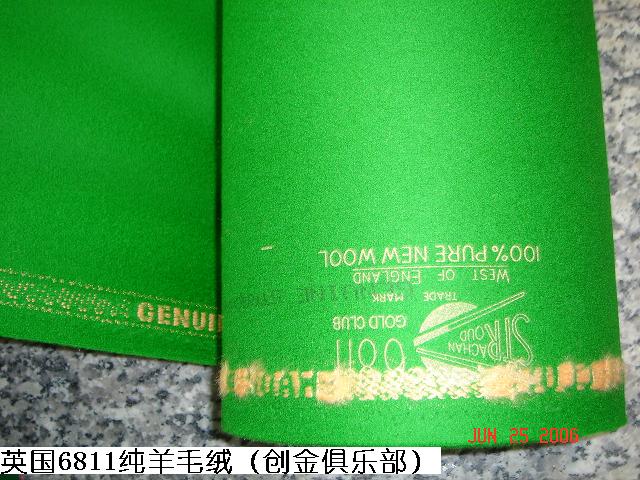 GENUI
STRACHAN
STROUD
6811
GOLD CLUB
TRADE MARK
WEST OF ENGLAND
100% PURE NEW WOOL
JUN 25 2006
英国6811纯羊毛绒（创金俱乐部）